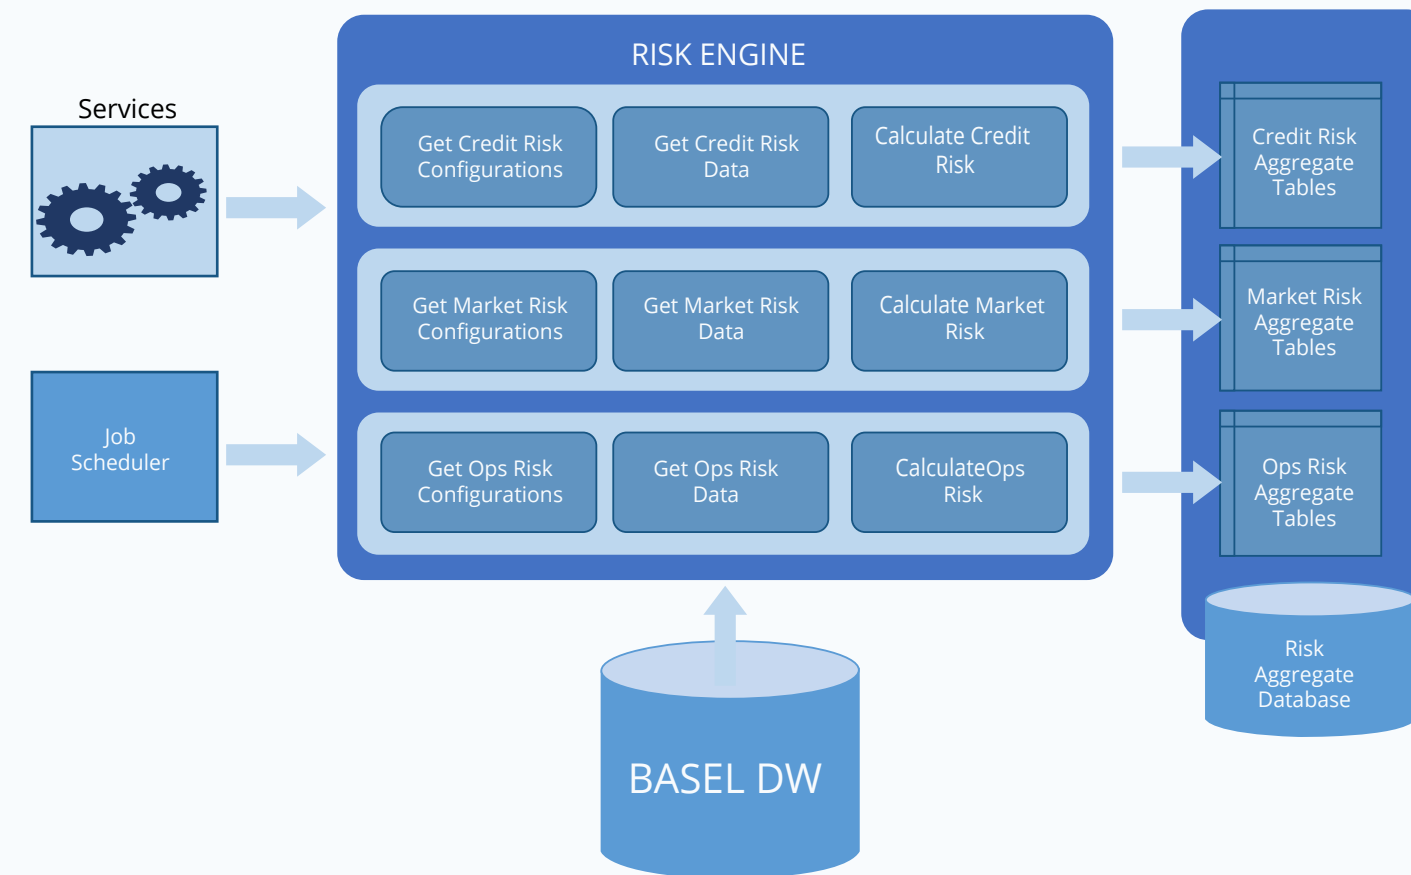 RISK ENGINE
Services
Get Credit Risk
Configurations
Get Credit Risk
Data
Calculate Credit
Risk
Credit Risk
Aggregate
Tables
Get Market Risk
Configurations
Get Market Risk
Data
Calculate Market
Risk
Market Risk
Aggregate
Tables
Job
Scheduler
Get Ops Risk
Configurations
Get Ops Risk
Data
CalculateOps
Risk
Ops Risk
Aggregate
Tables
Risk
Aggregate
Database
BASEL DW